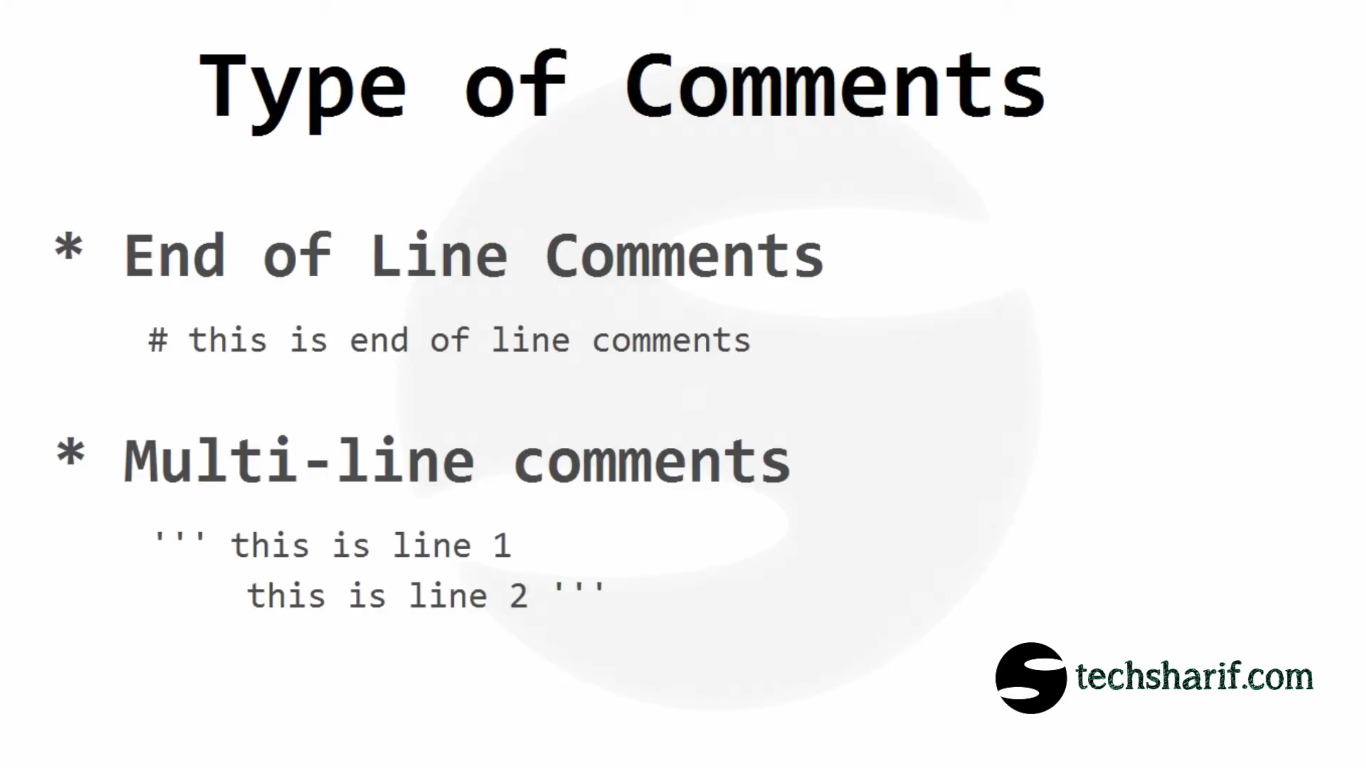 Type of Comments
* End of Line Comments
# this is end of line comments
* Multi-line comments
''' this is line 1
this is line 2 '''
techsharif.com